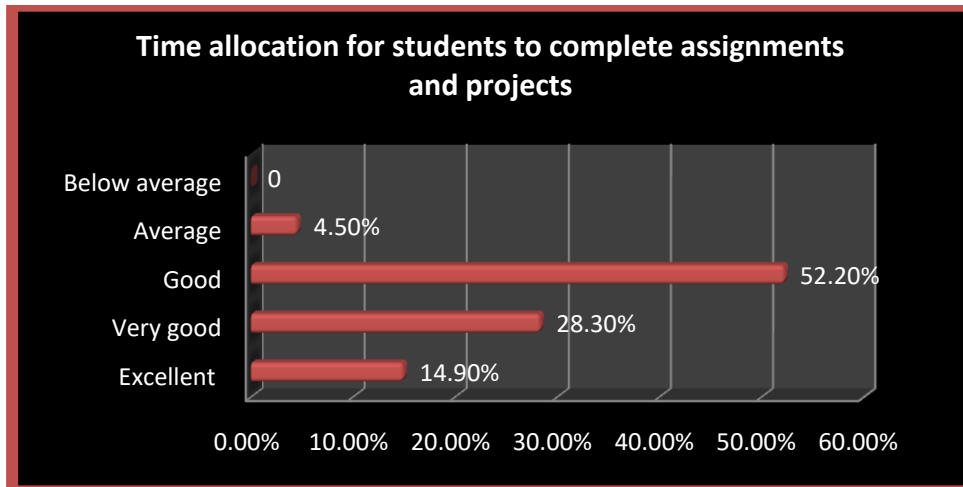 Time allocation for students to complete assignments
and projects
Below average 0
Average 4.50%
Good 52.20%
Very good 28.30%
Excellent 14.90%
0.00% 10.00% 20.00% 30.00% 40.00% 50.00% 60.00%